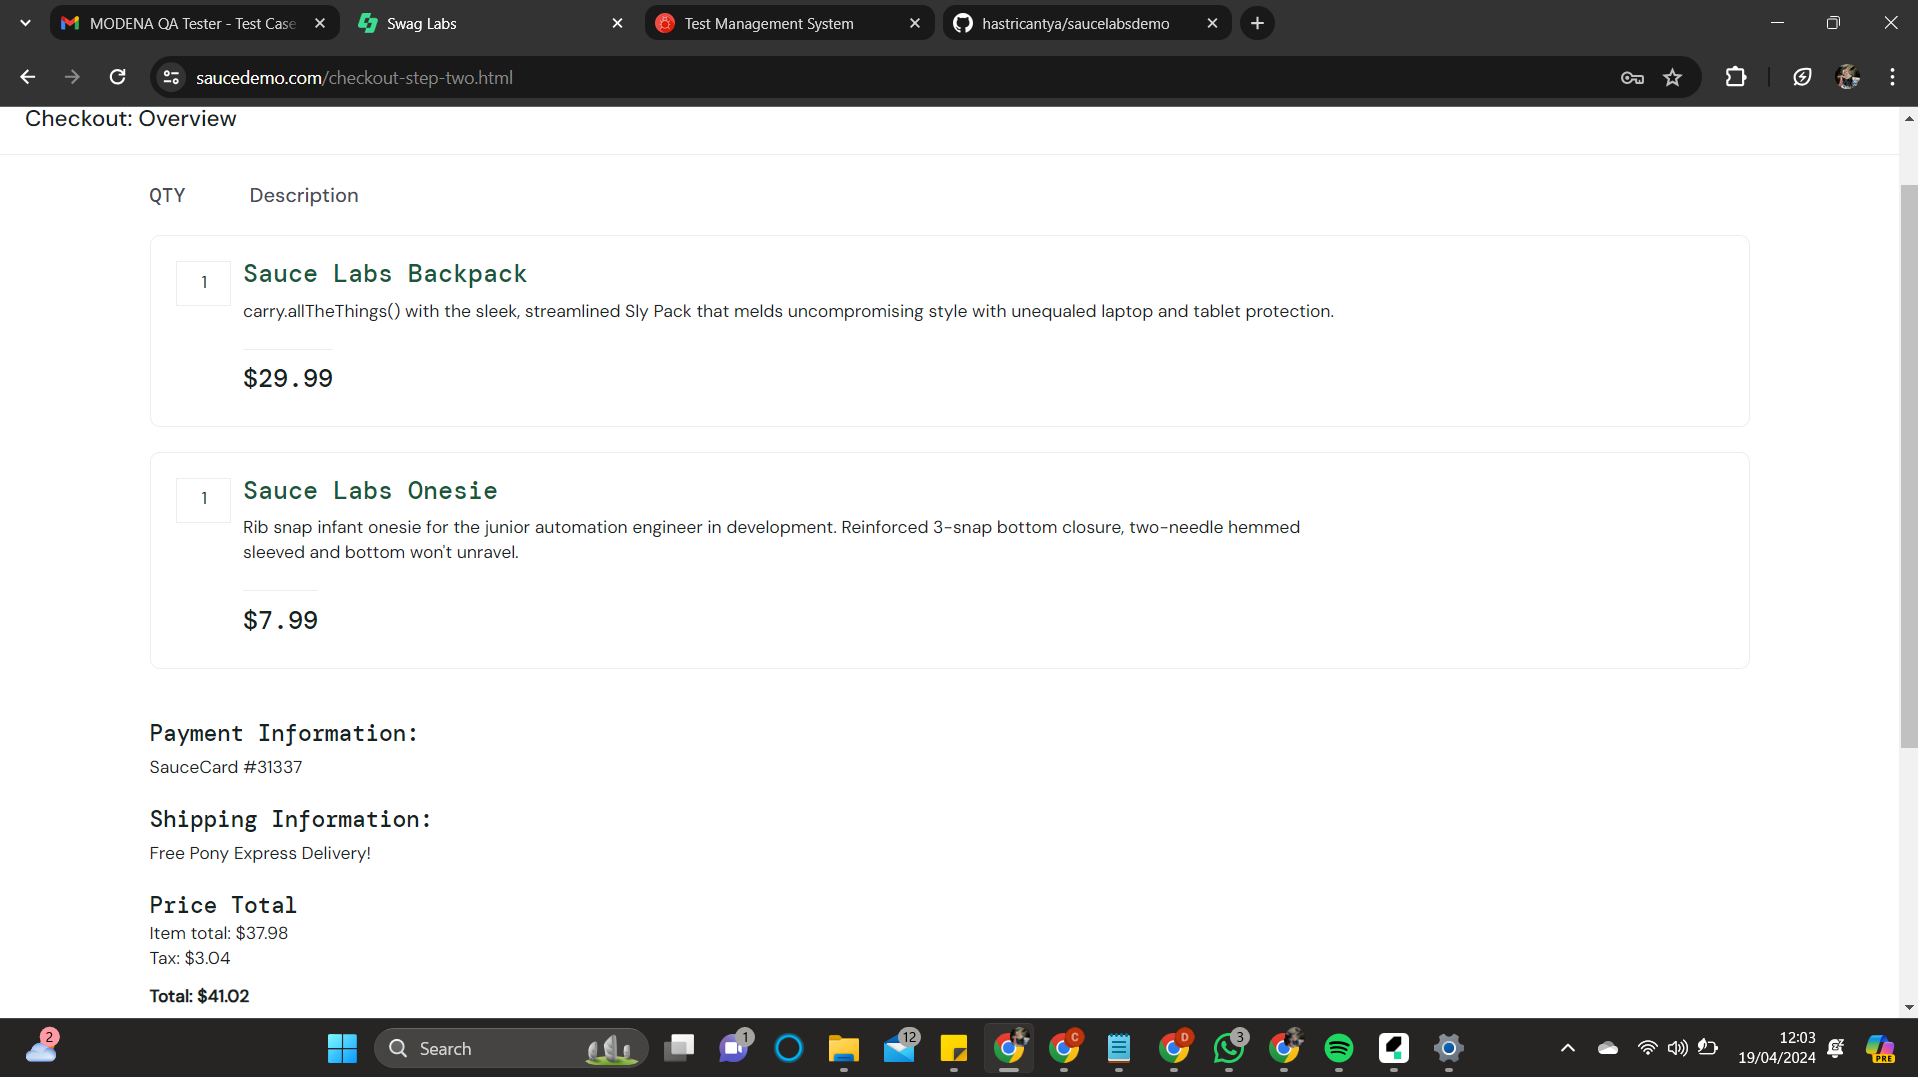 MODENA QA Tester - Test Case
Swag Labs
Test Management System
hastricantya/saucelabsdemo
saucedemo.com/checkout-step-two.html
Checkout: Overview
QTY Description
1
Sauce Labs Backpack
carry.allTheThings() with the sleek, streamlined Sly Pack that melds uncompromising style with unequaled laptop and tablet protection.
$29.99
1
Sauce Labs Onesie
Rib snap infant onesie for the junior automation engineer in development. Reinforced 3-snap bottom closure, two-needle hemmed
sleeved and bottom won't unravel.
$7.99
Payment Information:
SauceCard #31337
Shipping Information:
Free Pony Express Delivery!
Price Total
Item total: $37.98
Tax: $3.04
Total: $41.02
2
Search
1
12
C
D
3
12:03
19/04/2024
PRE